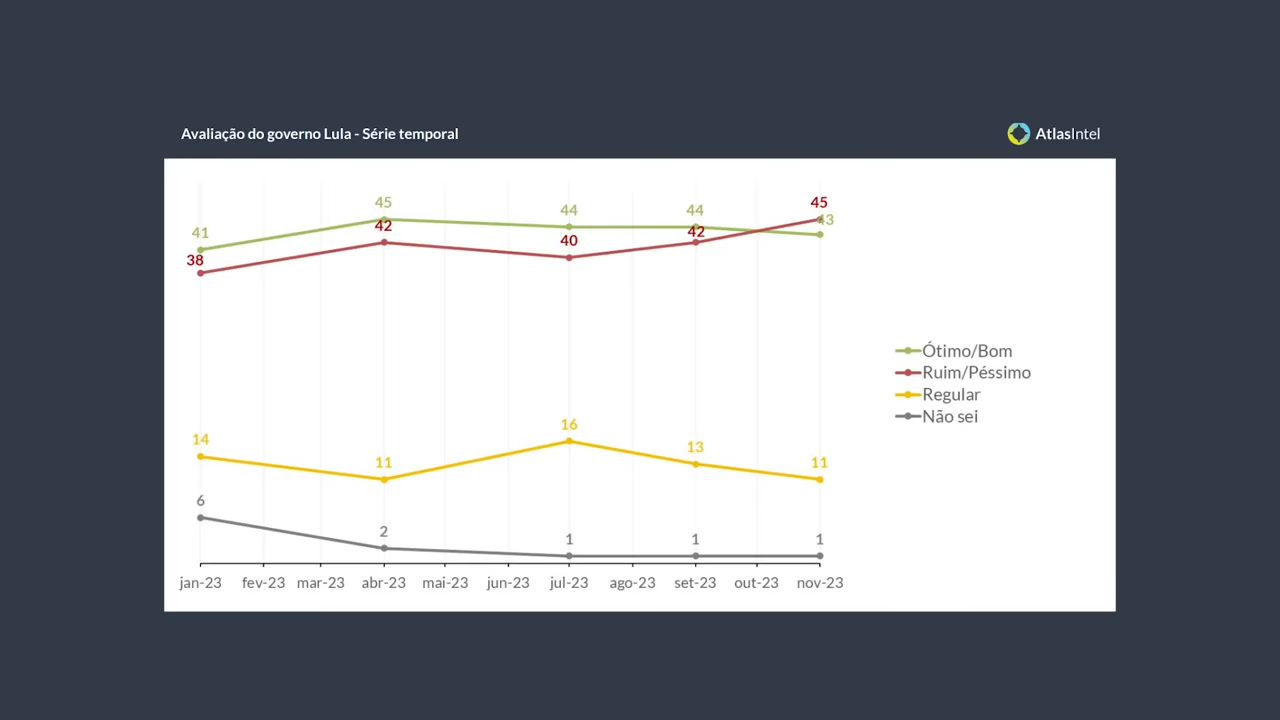 Avaliação do governo Lula - Série temporal
AtlasIntel
45
44
44
45
43
41
42
42
40
38
Ótimo/Bom
Ruim/Péssimo
Regular
Não sei
16
14
13
11
11
6
2
1
1
1
jan-23 fev-23 mar-23 abr-23 mai-23 jun-23 jul-23 ago-23 set-23 out-23 nov-23